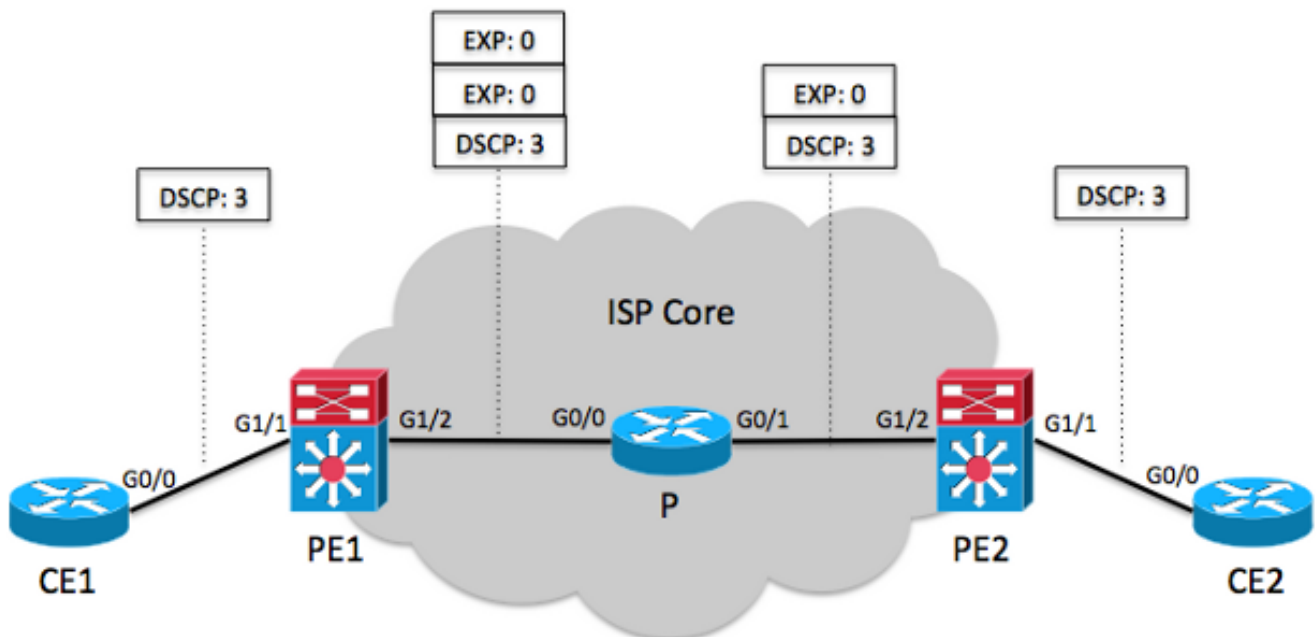 EXP: 0
EXP: 0
DSCP: 3
EXP: 0
DSCP: 3
DSCP: 3
DSCP: 3
ISP Core
G1/1
G1/2
G0/0
G0/1
G1/2
G1/1
G0/0
G0/0
P
PE1
PE2
CE1
CE2